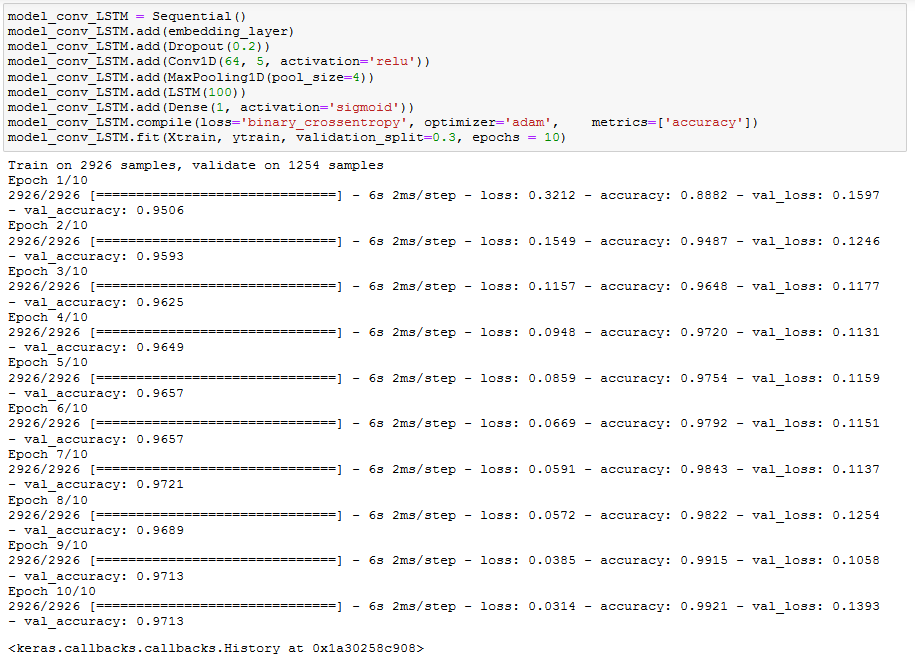 model_conv_LSTM = Sequential()
model_conv_LSTM.add(embedding_layer)
model_conv_LSTM.add(Dropout(0.2))
model_conv_LSTM.add(Conv1D(64, 5, activation='relu'))
model_conv_LSTM.add(MaxPooling1D(pool_size=4))
model_conv_LSTM.add(LSTM(100))
model_conv_LSTM.add(Dense(1, activation='sigmoid'))
model_conv_LSTM.compile(loss='binary_crossentropy', optimizer='adam',    metrics=['accuracy'])
model_conv_LSTM.fit(Xtrain, ytrain, validation_split=0.3, epochs = 10)
Train on 2926 samples, validate on 1254 samples
Epoch 1/10
2926/2926 [==============================] - 6s 2ms/step - loss: 0.3212 - accuracy: 0.8882 - val_loss: 0.1597
- val_accuracy: 0.9506
Epoch 2/10
2926/2926 [==============================] - 6s 2ms/step - loss: 0.1549 - accuracy: 0.9487 - val_loss: 0.1246
- val_accuracy: 0.9593
Epoch 3/10
2926/2926 [==============================] - 6s 2ms/step - loss: 0.1157 - accuracy: 0.9648 - val_loss: 0.1177
- val_accuracy: 0.9625
Epoch 4/10
2926/2926 [==============================] - 6s 2ms/step - loss: 0.0948 - accuracy: 0.9720 - val_loss: 0.1131
- val_accuracy: 0.9649
Epoch 5/10
2926/2926 [==============================] - 6s 2ms/step - loss: 0.0859 - accuracy: 0.9754 - val_loss: 0.1159
- val_accuracy: 0.9657
Epoch 6/10
2926/2926 [==============================] - 6s 2ms/step - loss: 0.0669 - accuracy: 0.9792 - val_loss: 0.1151
- val_accuracy: 0.9657
Epoch 7/10
2926/2926 [==============================] - 6s 2ms/step - loss: 0.0591 - accuracy: 0.9843 - val_loss: 0.1137
- val_accuracy: 0.9721
Epoch 8/10
2926/2926 [==============================] - 6s 2ms/step - loss: 0.0572 - accuracy: 0.9822 - val_loss: 0.1254
- val_accuracy: 0.9689
Epoch 9/10
2926/2926 [==============================] - 6s 2ms/step - loss: 0.0385 - accuracy: 0.9915 - val_loss: 0.1058
- val_accuracy: 0.9713
Epoch 10/10
2926/2926 [==============================] - 6s 2ms/step - loss: 0.0314 - accuracy: 0.9921 - val_loss: 0.1393
- val_accuracy: 0.9713
<keras.callbacks.callbacks.History at 0x1a30258c908>